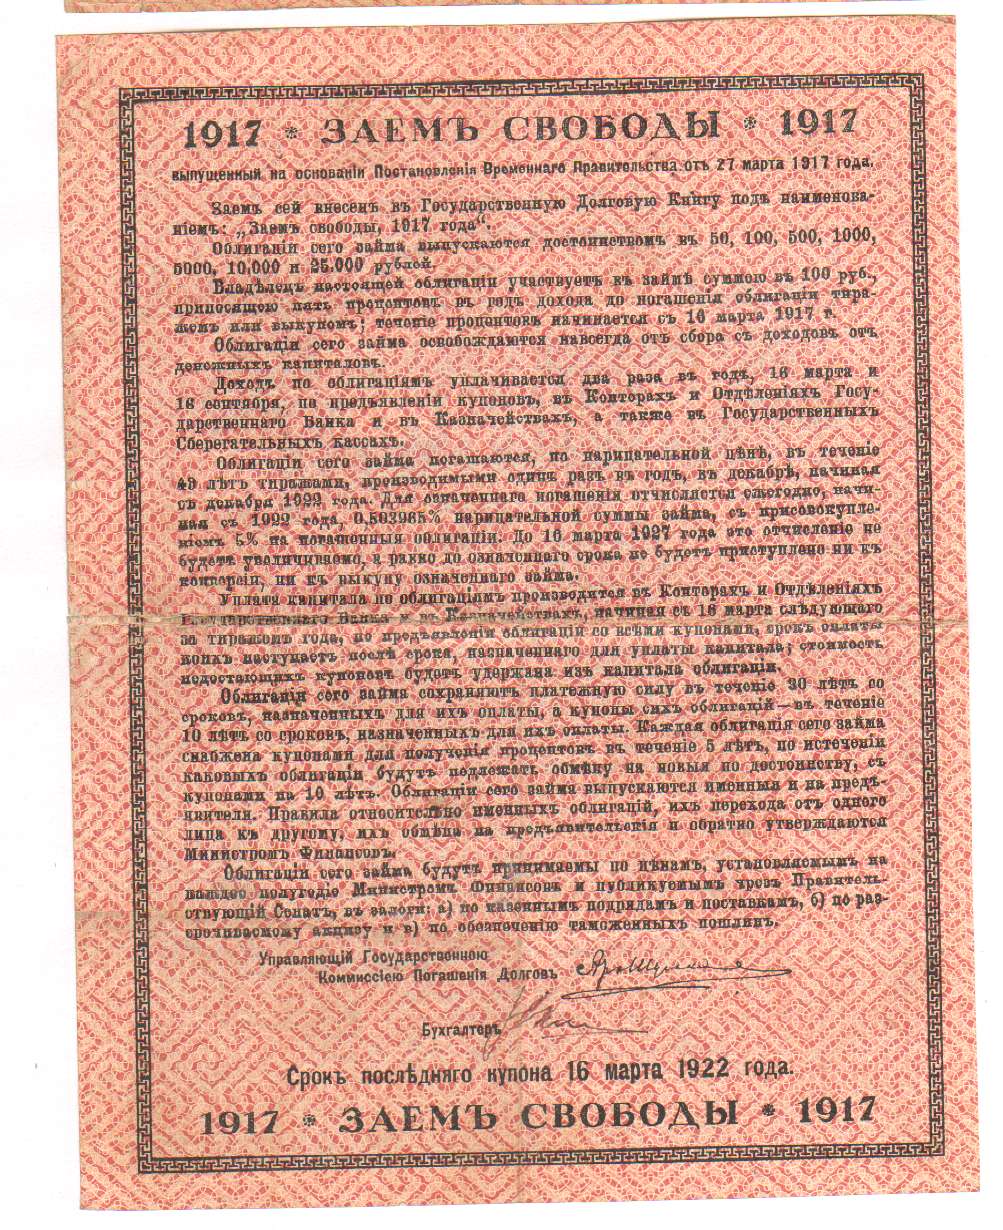 1917 * ЗАЕМЪ СВОБОДЫ * 1917
выпущенный на основаніи Постановленія Временнаго Правительства отъ 27 марта 1917 года.
Заемъ сей внесенъ въ Государственную Долговую Книгу подъ наименова-
ніемъ: „Заемъ свободы, 1917 года“.
Облигаціи сего займа выпускаются достоинствомъ въ 50, 100, 500, 1000,
5000, 10,000 и 25.000 рублей.
Владѣлецъ настоящей облигаціи участвуетъ въ займѣ суммою въ 100 руб.,
приносящею пять процентовъ въ годъ дохода до погашенія облигаціи тира-
жемъ или выкупомъ; теченіе процентовъ начинается съ 16 марта 1917 г.
Облигаціи сего займа освобождаются навсегда отъ сбора съ доходовъ отъ
денежныхъ капиталовъ.
Доходъ по облигаціямъ уплачивается два раза въ годъ, 16 марта и
16 сентября, по предъявленіи купоновъ, въ Конторахъ и Отдѣленіяхъ Госу-
дарственнаго Банка и въ Казначействахъ, а также въ Государственныхъ
Сберегательныхъ кассахъ.
Облигаціи сего займа погашаются, по нарицательной цѣнѣ, въ теченіе
49 лѣтъ тиражами, производимыми одинъ разъ въ годъ, въ декабрѣ, начиная
съ декабря 1922 года. Для означеннаго погашенія отчисляется ежегодно, начи-
ная съ 1922 года, 0,503965% нарицательной суммы займа, съ присовокупле-
ніемъ 5% на погашенныя облигаціи. До 16 марта 1927 года это отчисленіе не
будетъ увеличиваемо, а равно до означеннаго срока не будетъ приступлено ни къ
конверсіи, ни къ выкупу означеннаго займа.
Уплата капитала по облигаціямъ производится въ Конторахъ и Отдѣленіяхъ
Государственнаго Банка и въ Казначействахъ, начиная съ 16 марта слѣдующаго
за тиражомъ года, по предъявленіи облигацій со всѣми купонами, срокъ оплаты
коихъ наступаетъ послѣ срока, назначеннаго для уплаты капитала; стоимость
недостающихъ купоновъ будетъ удержана изъ капитала облигаціи.
Облигаціи сего займа сохраняютъ платежную силу въ теченіе 30 лѣтъ со
сроковъ, назначенныхъ для ихъ оплаты, а купоны сихъ облигацій — въ теченіе
10 лѣтъ со сроковъ, назначенныхъ для ихъ оплаты. Каждая облигація сего займа
снабжена купонами для полученія процентовъ въ теченіе 5 лѣтъ, по истеченіи
каковыхъ облигаціи будутъ подлежать обмѣну на новыя по достоинству, съ
купонами на 10 лѣтъ. Облигаціи сего займа выпускаются именныя и на предъ-
явителя. Правила относительно именныхъ облигацій, ихъ перехода отъ одного
лица къ другому, ихъ обмѣна на предъявительскія и обратно утверждаются
Министромъ Финансовъ.
Облигаціи сего займа будутъ принимаемы по цѣнамъ, установляемымъ на
каждое полугодіе Министромъ Финансовъ и публикуемымъ чрезъ Правитель-
ствующій Сенатъ, въ залоги: а) по казеннымъ подрядамъ и поставкамъ, б) по раз-
срочиваемому акцизу и в) по обезпеченію таможенныхъ пошлинъ.
Управляющій Государственною
Комиссіею Погашенія Долговъ
Бухгалтеръ
Срокъ послѣдняго купона 16 марта 1922 года.
1917 * ЗАЕМЪ СВОБОДЫ * 1917